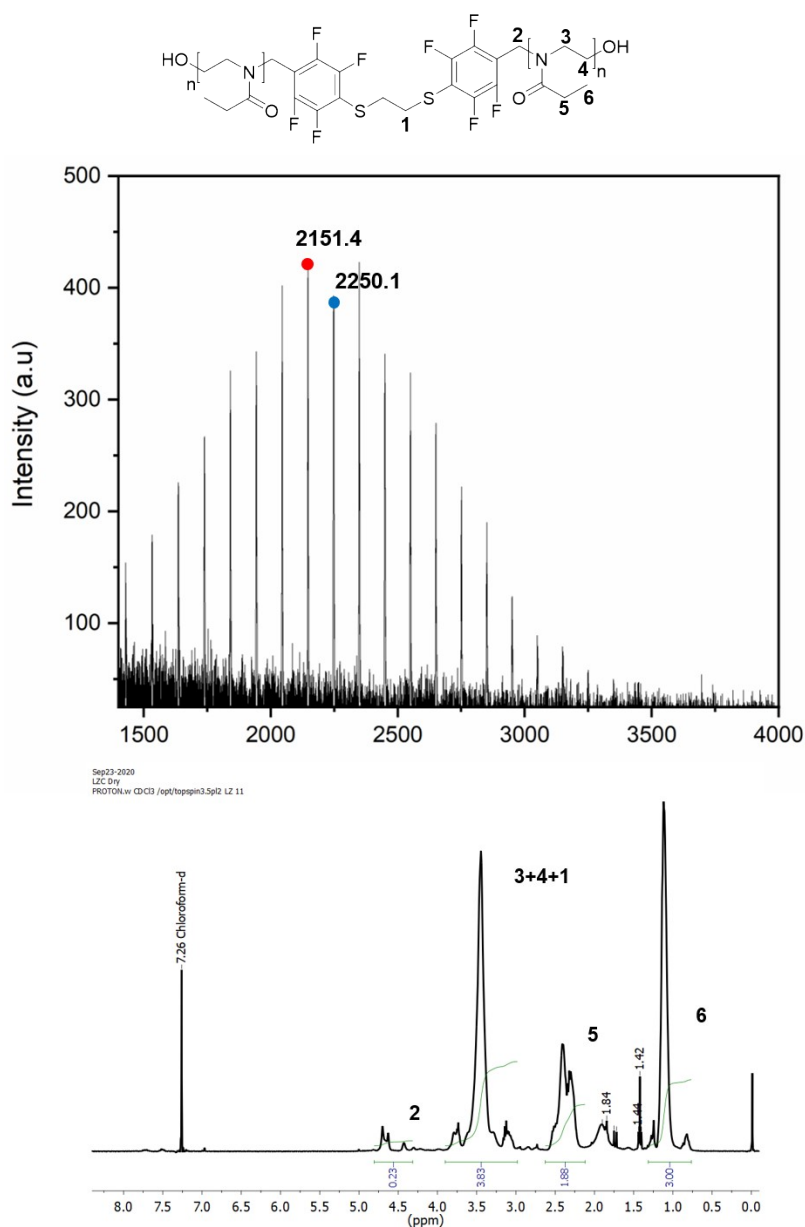 2 3 OH
F F F F
HO N N 4 n
n O S S O 5 6
F F 1 F F
500
2151.4
2250.1
400
300
200
100
Intensity (a.u)
1500 2000 2500 3000 3500 4000
Sep23-2020
LZC Dry
PROTON.w CDCl3 /opt/topspin3.5pl2 LZ 11
7.26 Chloroform-d
3+4+1
5
6
2
1.84
1.44
1.42
0.23
3.83
1.88
3.00
8.0 7.5 7.0 6.5 6.0 5.5 5.0 4.5 4.0 3.5 3.0 2.5 2.0 1.5 1.0 0.5 0.0
(ppm)